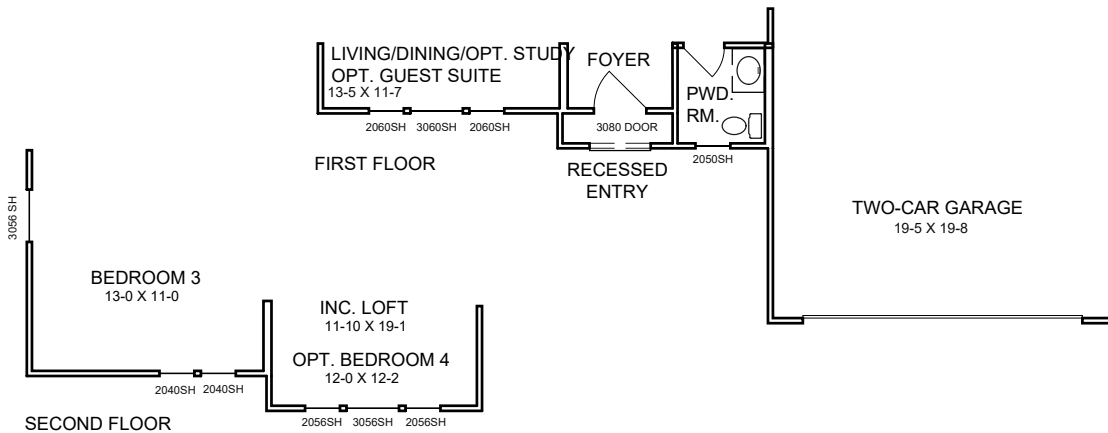 LIVING/DINING/OPT. STUDY
OPT. GUEST SUITE
13-5 X 11-7
FOYER
PWD.
RM.
2060SH
3060SH
2060SH
3080 DOOR
2050SH
FIRST FLOOR
RECESSED
ENTRY
TWO-CAR GARAGE
19-5 X 19-8
3056 SH
BEDROOM 3
13-0 X 11-0
INC. LOFT
11-10 X 19-1
OPT. BEDROOM 4
12-0 X 12-2
2040SH
2040SH
2056SH
3056SH
2056SH
SECOND FLOOR